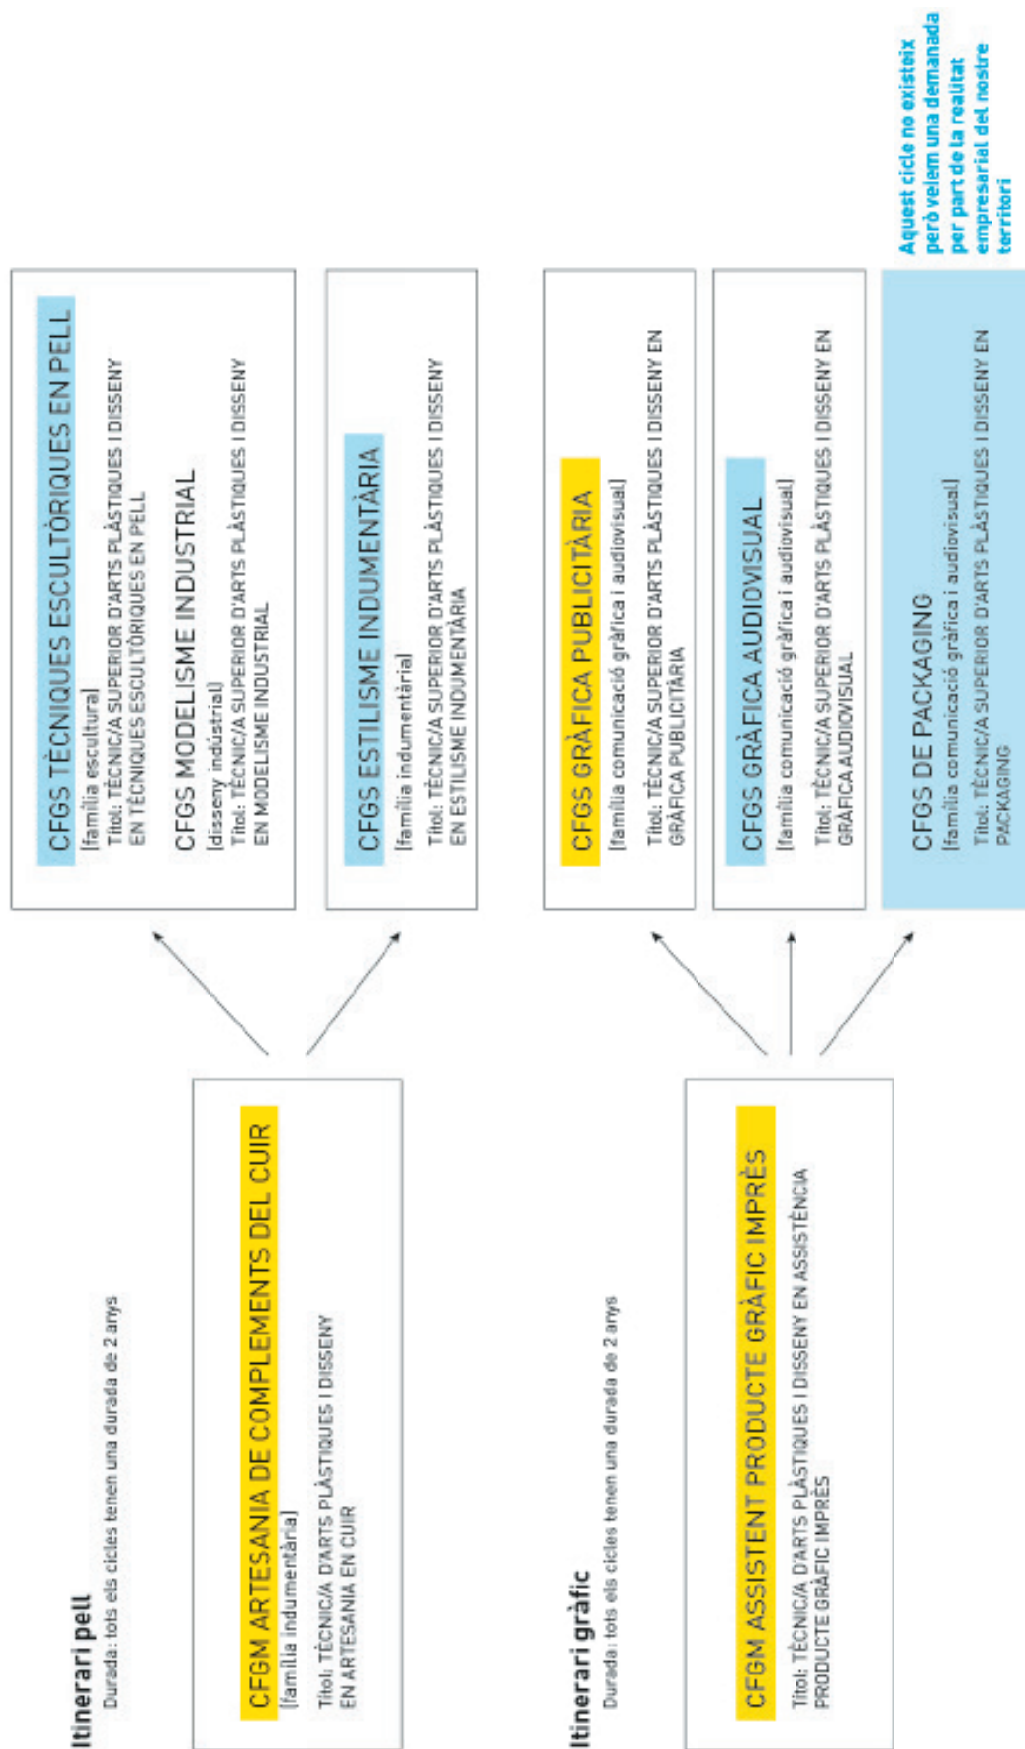 Itinerari pell
Durada: tots els cicles tenen una durada de 2 anys
CFGM ARTESANIA DE COMPLEMENTS DEL CUIR
[família indumentària]
Títol: TÈCNIC/A D'ARTS PLÀSTIQUES I DISSENY
EN ARTESANIA EN CUIR
CFGS TÈCNIQUES ESCULTÒRIQUES EN PELL
[família escultura]
Títol: TÈCNIC/A SUPERIOR D'ARTS PLÀSTIQUES I DISSENY
EN TÈCNIQUES ESCULTÒRIQUES EN PELL
CFGS MODELISME INDUSTRIAL
[disseny indústrial]
Títol: TÈCNIC/A SUPERIOR D'ARTS PLÀSTIQUES I DISSENY
EN MODELISME INDUSTRIAL
CFGS ESTILISME INDUMENTÀRIA
[família indumentària]
Títol: TÈCNIC/A SUPERIOR D'ARTS PLÀSTIQUES I DISSENY
EN ESTILISME INDUMENTÀRIA
Itinerari gràfic
Durada: tots els cicles tenen una durada de 2 anys
CFGM ASSISTENT PRODUCTE GRÀFIC IMPRÈS
Títol: TÈCNIC/A D'ARTS PLÀSTIQUES I DISSENY EN ASSISTÈNCIA
PRODUCTE GRÀFIC IMPRÈS
CFGS GRÀFICA PUBLICITÀRIA
[família comunicació gràfica i audiovisual]
Títol: TÈCNIC/A SUPERIOR D'ARTS PLÀSTIQUES I DISSENY EN
GRÀFICA PUBLICITÀRIA
CFGS GRÀFICA AUDIOVISUAL
[família comunicació gràfica i audiovisual]
Títol: TÈCNIC/A SUPERIOR D'ARTS PLÀSTIQUES I DISSENY EN
GRÀFICA AUDIOVISUAL
CFGS DE PACKAGING
[família comunicació gràfica i audiovisual]
Títol: TÈCNIC/A SUPERIOR D'ARTS PLÀSTIQUES I DISSENY EN
PACKAGING
Aquest cicle no existeix
però veiem una demanada
per part de la realitat
empresarial del nostre
territori